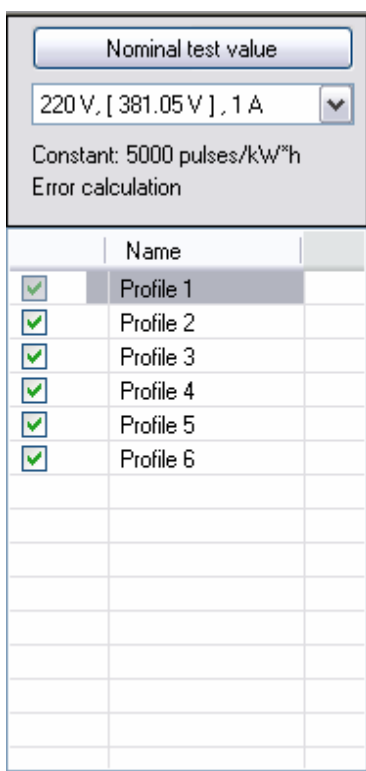 Nominal test value
220 V, [ 381.05 V ] , 1 A
Constant: 5000 pulses/kW*h
Error calculation
Name
Profile 1
Profile 2
Profile 3
Profile 4
Profile 5
Profile 6